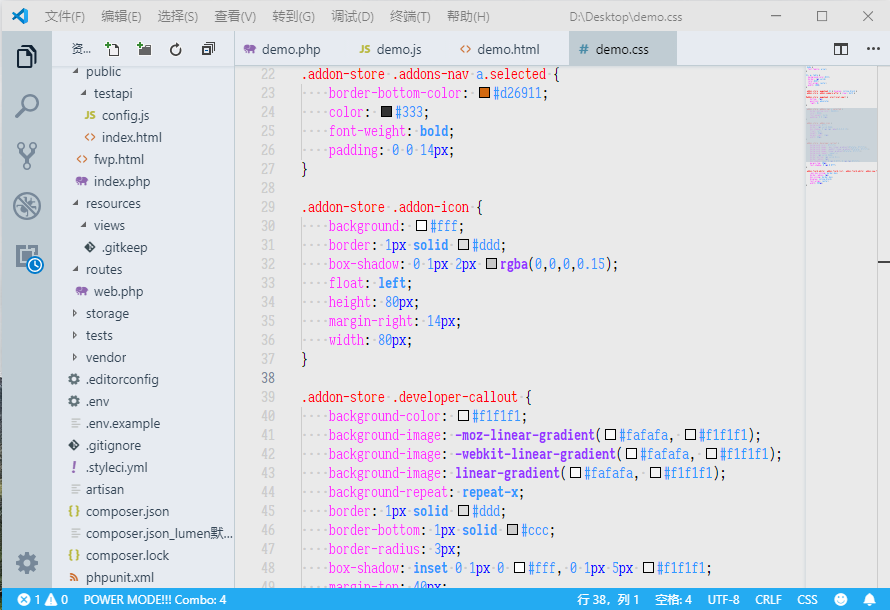 文件(F) 编辑(E) 选择(S) 查看(V) 转到(G) 调试(D) 终端(T) 帮助(H) D:\Desktop\demo.css
资... demo.php JS demo.js <> demo.html # demo.css
public
testapi
JS config.js
<> index.html
<> fwp.html
index.php
resources
views
.gitkeep
routes
web.php
storage
tests
vendor
.editorconfig
.env
.env.example
.gitignore
! .styleci.yml
artisan
{} composer.json
composer.json_lumen默...
{} composer.lock
phpunit.xml
22 .addon-store .addons-nav a.selected {
23 border-bottom-color: #d26911;
24 color: #333;
25 font-weight: bold;
26 padding: 0 0 14px;
27 }
28
29 .addon-store .addon-icon {
30 background: #fff;
31 border: 1px solid #ddd;
32 box-shadow: 0 1px 2px rgba(0,0,0,0.15);
33 float: left;
34 height: 80px;
35 margin-right: 14px;
36 width: 80px;
37 }
38
39 .addon-store .developer-callout {
40 background-color: #f1f1f1;
41 background-image: -moz-linear-gradient(#fafafa, #f1f1f1);
42 background-image: -webkit-linear-gradient(#fafafa, #f1f1f1);
43 background-image: linear-gradient(#fafafa, #f1f1f1);
44 background-repeat: repeat-x;
45 border: 1px solid #ddd;
46 border-bottom: 1px solid #ccc;
47 border-radius: 3px;
48 box-shadow: inset 0 1px 0 #fff, 0 1px 5px #f1f1f1;
49 margin-top: 40px;
1 0 POWER MODE!!! Combo: 4 行 38，列 1 空格: 4 UTF-8 CRLF CSS